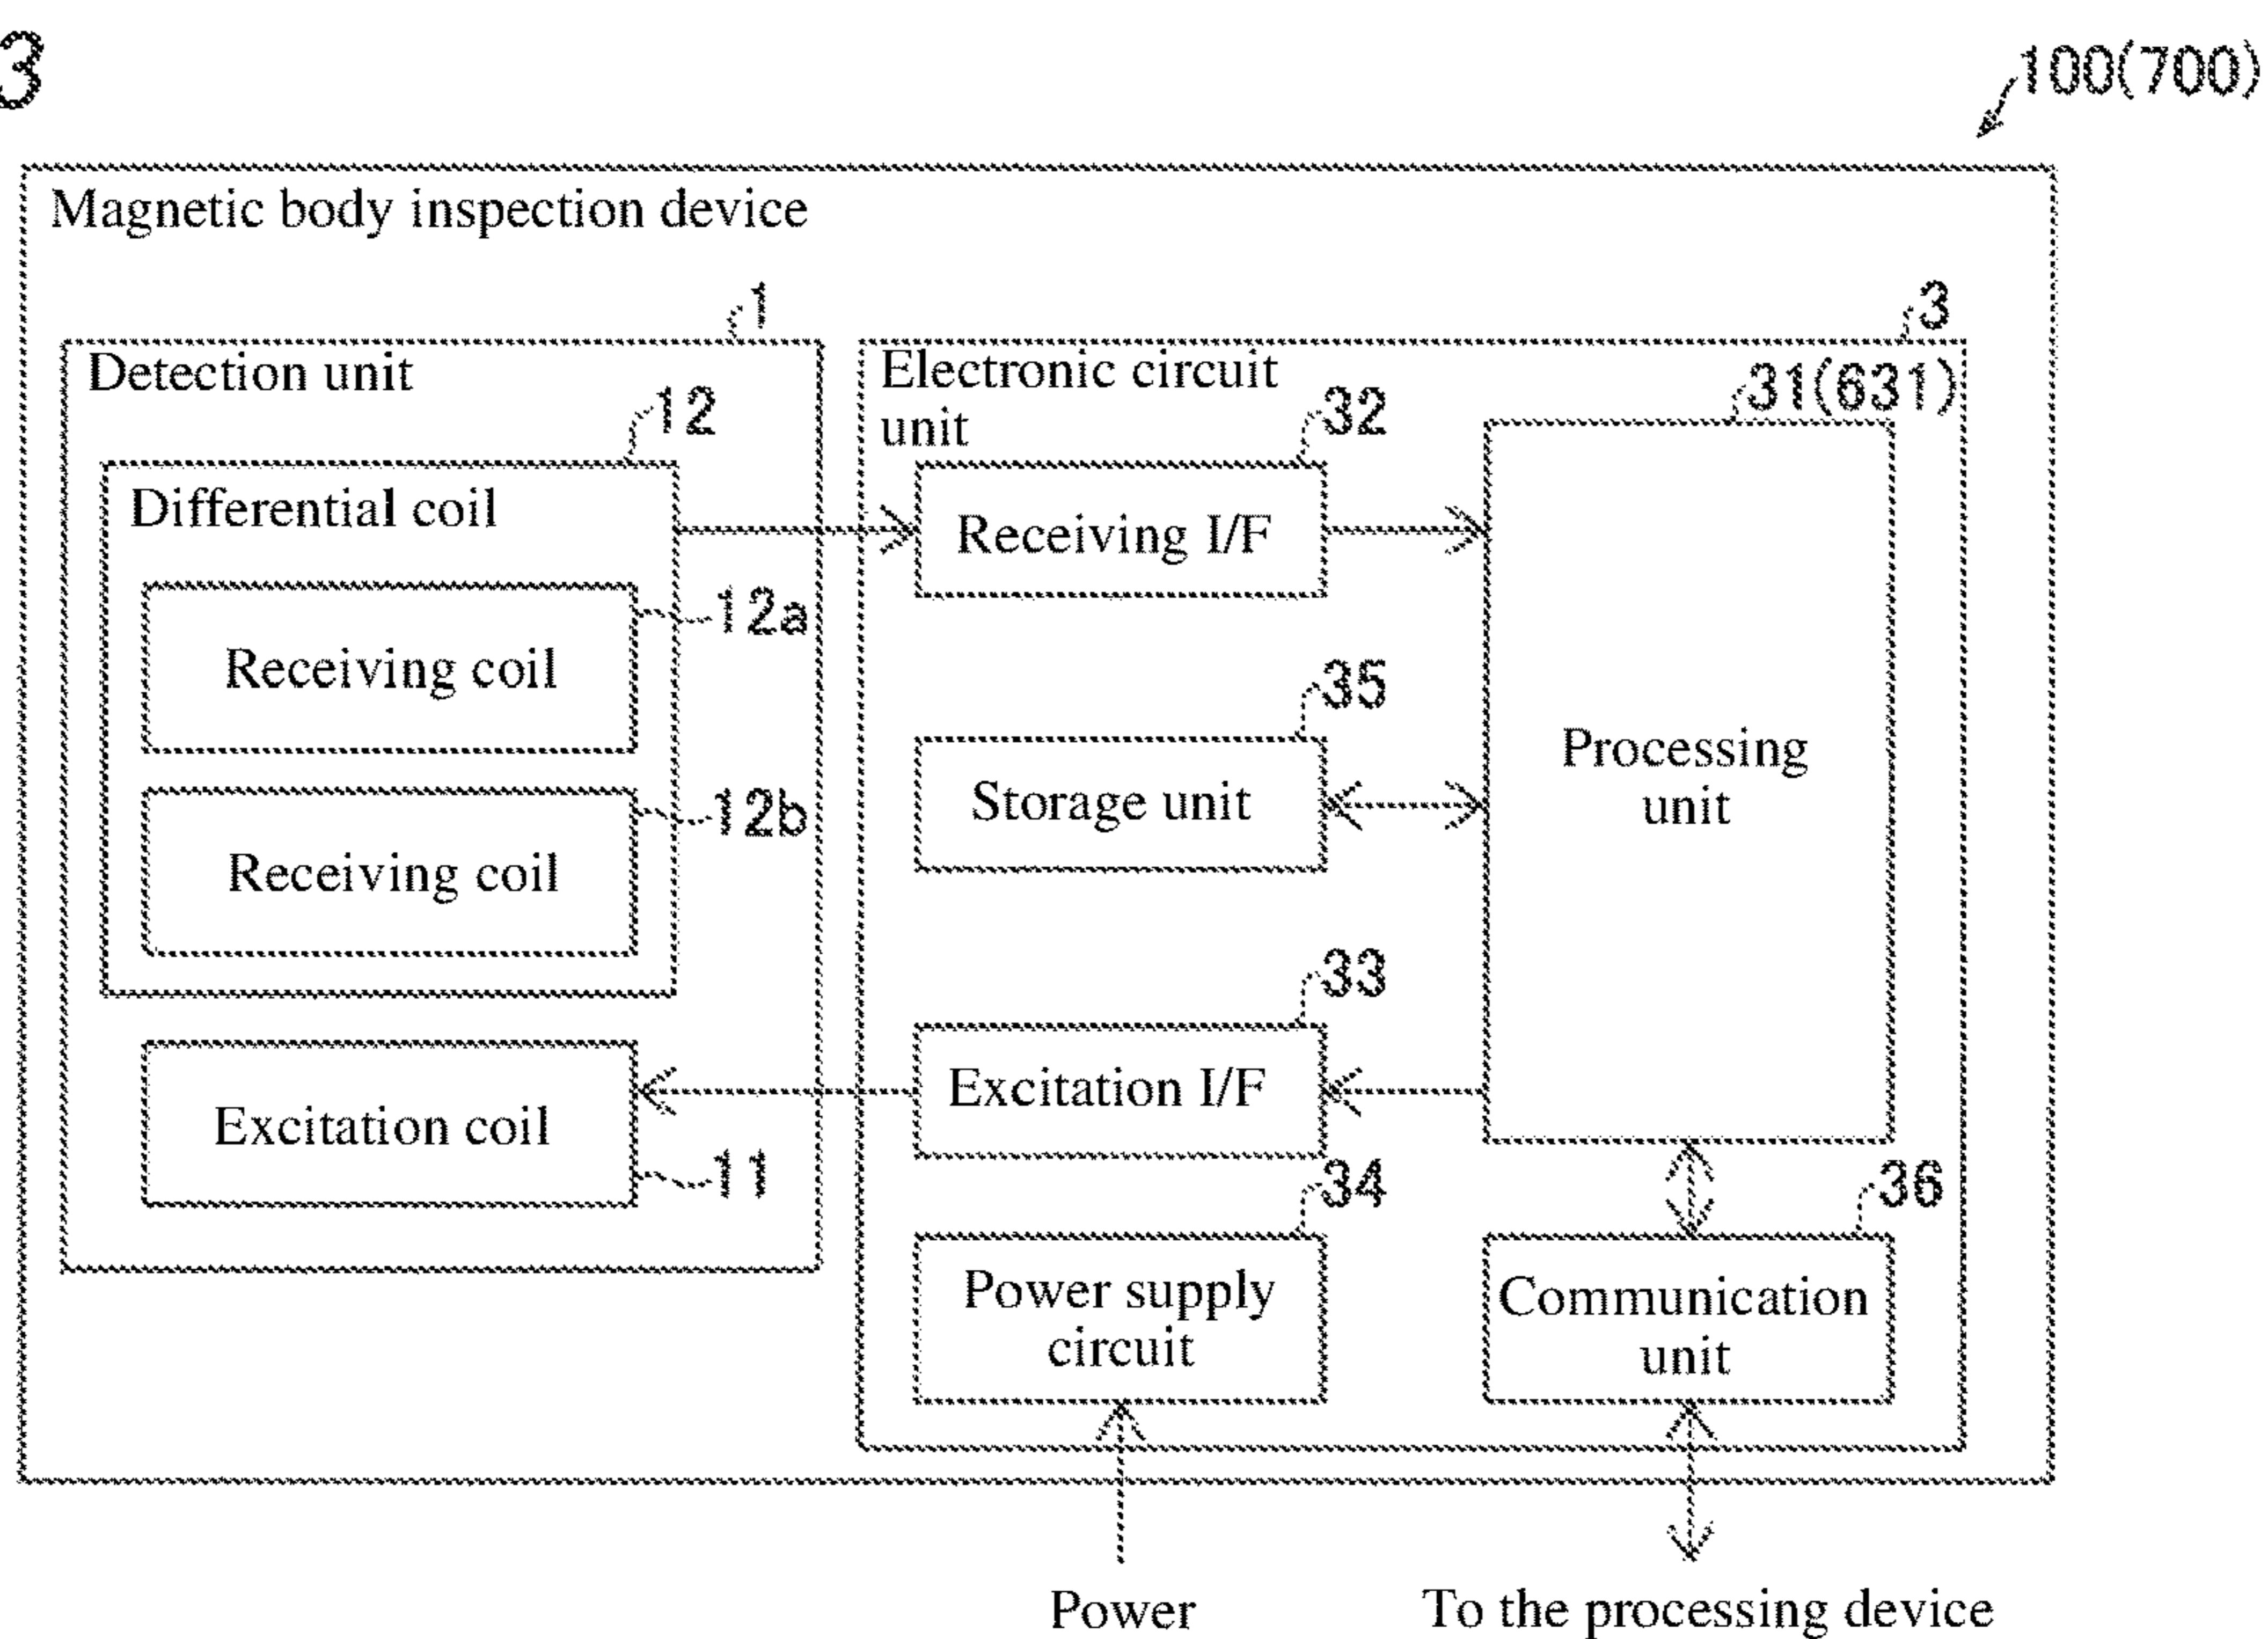 3
100(700)
Magnetic body inspection device
1
3
Detection unit
Electronic circuit
unit
31(631)
12
32
Differential coil
Receiving I/F
12a
Receiving coil
35
Processing
unit
Storage unit
12b
Receiving coil
33
Excitation I/F
Excitation coil
11
34
36
Power supply
circuit
Communication
unit
Power
To the processing device